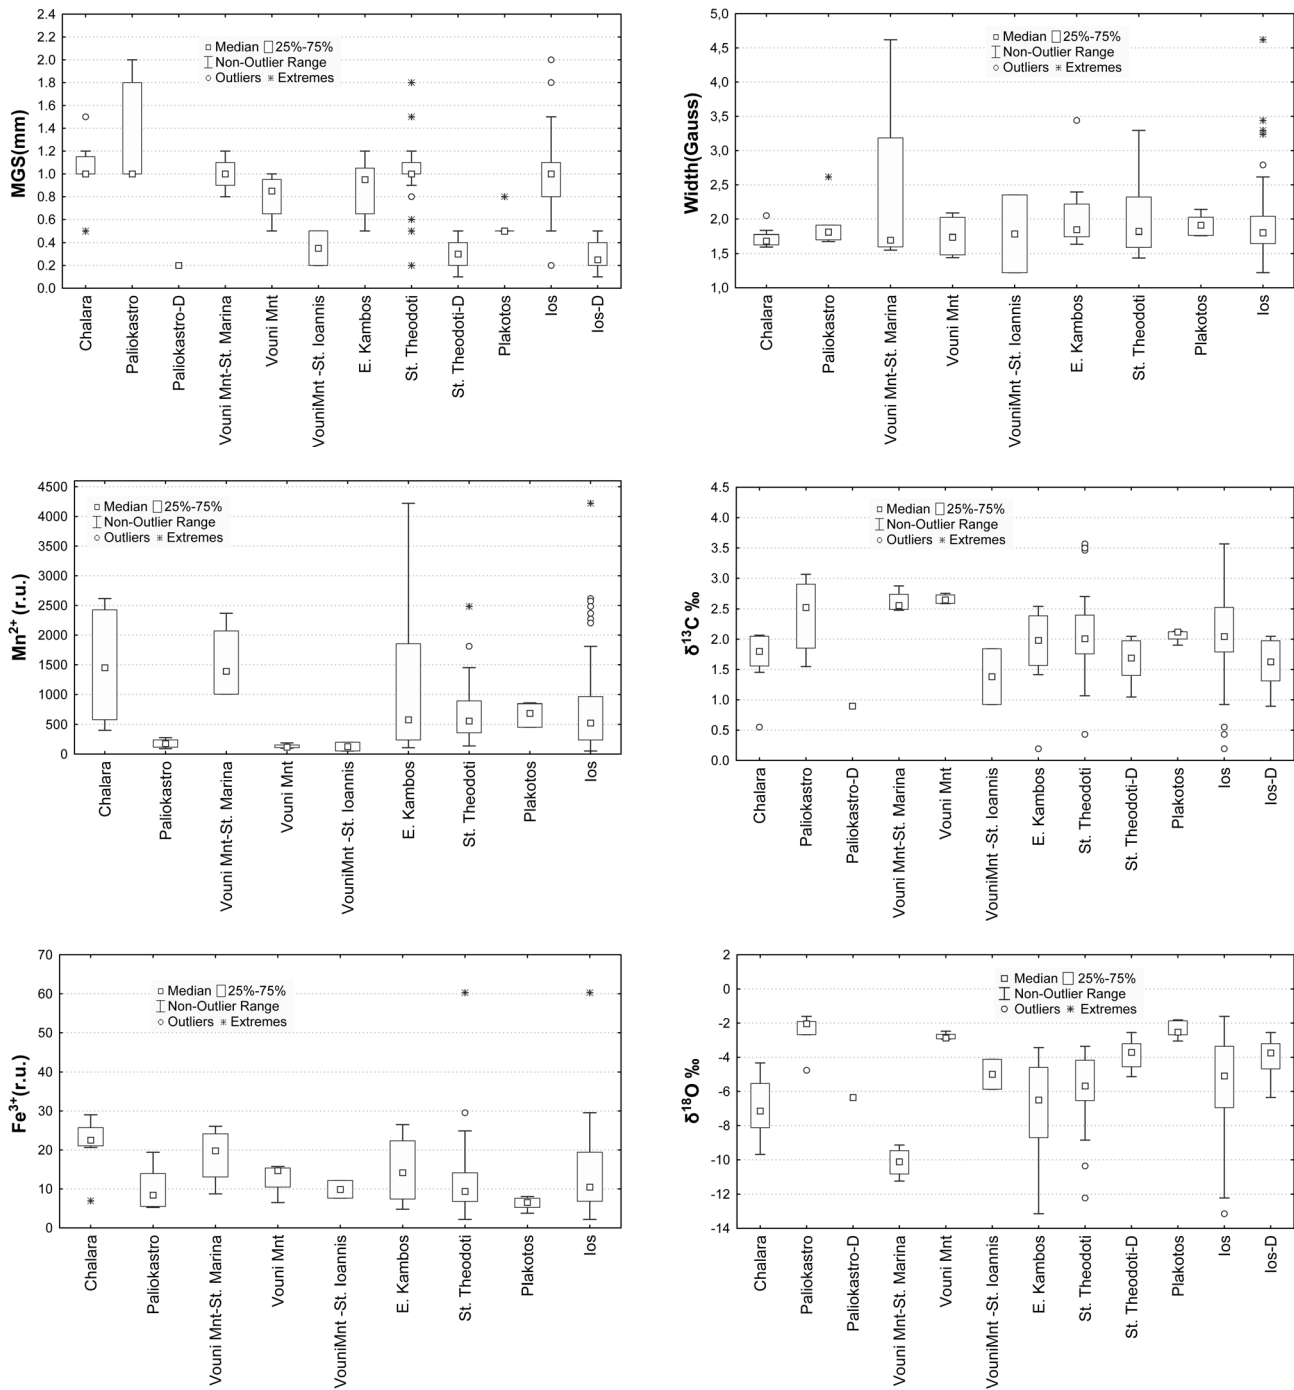 MGS(mm)
2.4
2.2
2.0
1.8
1.6
1.4
1.2
1.0
0.8
0.6
0.4
0.2
0.0
Median 25%-75%
Non-Outlier Range
Outliers Extremes
Chalara
Paliokastro
Paliokastro-D
Vouni Mnt-St. Marina
Vouni Mnt
VouniMnt -St. Ioannis
E. Kambos
St. Theodoti
St. Theodoti-D
Plakotos
Ios
Ios-D
Width(Gauss)
5,0
4,5
4,0
3,5
3,0
2,5
2,0
1,5
1,0
Median 25%-75%
Non-Outlier Range
Outliers Extremes
Chalara
Paliokastro
Vouni Mnt-St. Marina
Vouni Mnt
VouniMnt -St. Ioannis
E. Kambos
St. Theodoti
Plakotos
Ios
Mn2+ (r.u.)
4500
4000
3500
3000
2500
2000
1500
1000
500
0
Median 25%-75%
Non-Outlier Range
Outliers Extremes
Chalara
Paliokastro
Vouni Mnt-St. Marina
Vouni Mnt
VouniMnt -St. Ioannis
E. Kambos
St. Theodoti
Plakotos
Ios
δ13C ‰
4.5
4.0
3.5
3.0
2.5
2.0
1.5
1.0
0.5
0.0
Median 25%-75%
Non-Outlier Range
Outliers Extremes
Chalara
Paliokastro
Paliokastro-D
Vouni Mnt-St. Marina
Vouni Mnt
VouniMnt -St. Ioannis
E. Kambos
St. Theodoti
St. Theodoti-D
Plakotos
Ios
Ios-D
Fe3+(r.u.)
70
60
50
40
30
20
10
0
Median 25%-75%
Non-Outlier Range
Outliers Extremes
Chalara
Paliokastro
Vouni Mnt-St. Marina
Vouni Mnt
VouniMnt -St. Ioannis
E. Kambos
St. Theodoti
Plakotos
Ios
δ18O ‰
2
0
-2
-4
-6
-8
-10
-12
-14
Median 25%-75%
Non-Outlier Range
Outliers Extremes
Chalara
Paliokastro
Paliokastro-D
Vouni Mnt-St. Marina
Vouni Mnt
VouniMnt -St. Ioannis
E. Kambos
St. Theodoti
St. Theodoti-D
Plakotos
Ios
Ios-D